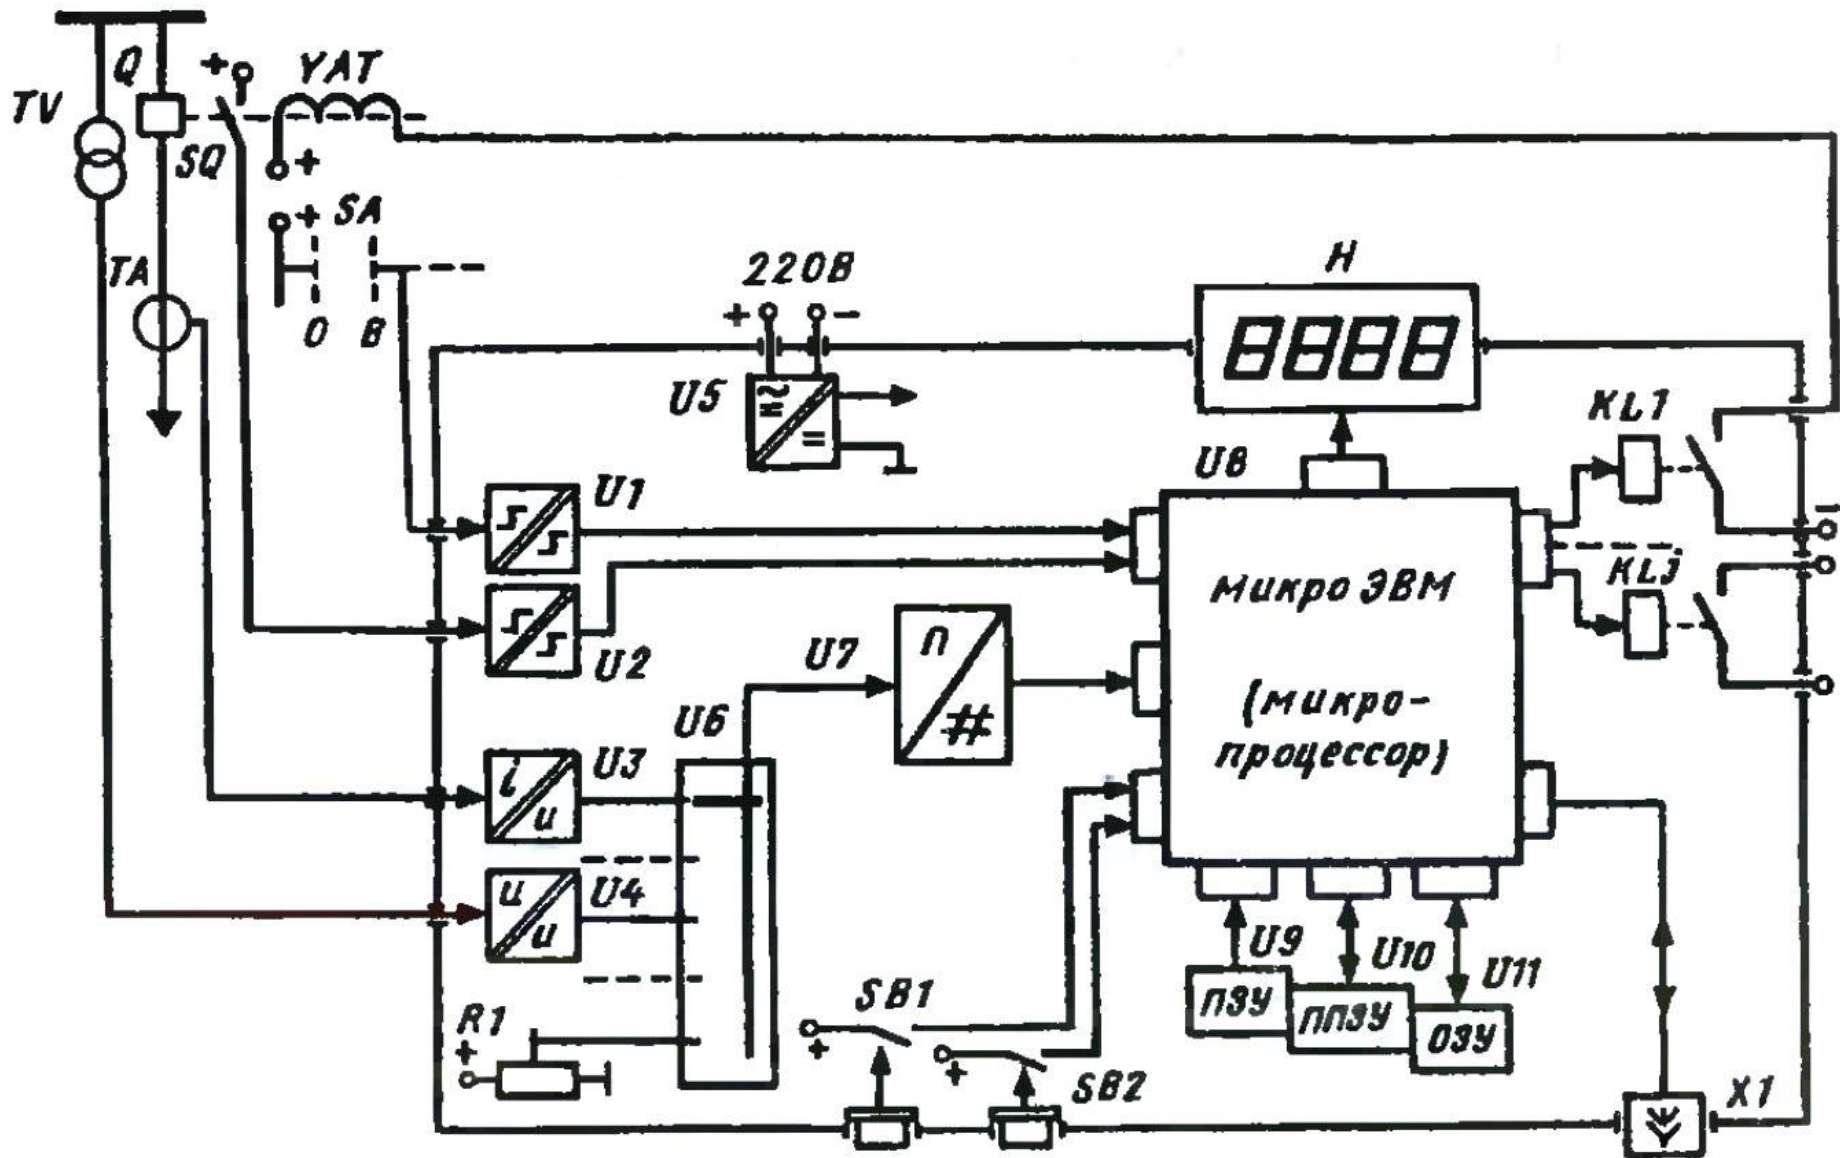 Q
+
YAT
TV
SQ
+
+
SA
TA
О
В
220В
+
-
H
8888
U5
≂
=
KL1
U8
U1
-
микро ЭВМ
KLj
U2
U7
П
#
(микро-
процессор)
U6
i
u
U3
u
u
U4
U9
U10
U11
ПЗУ
ППЗУ
ОЗУ
R1
+
SB1
+
+
SB2
X1